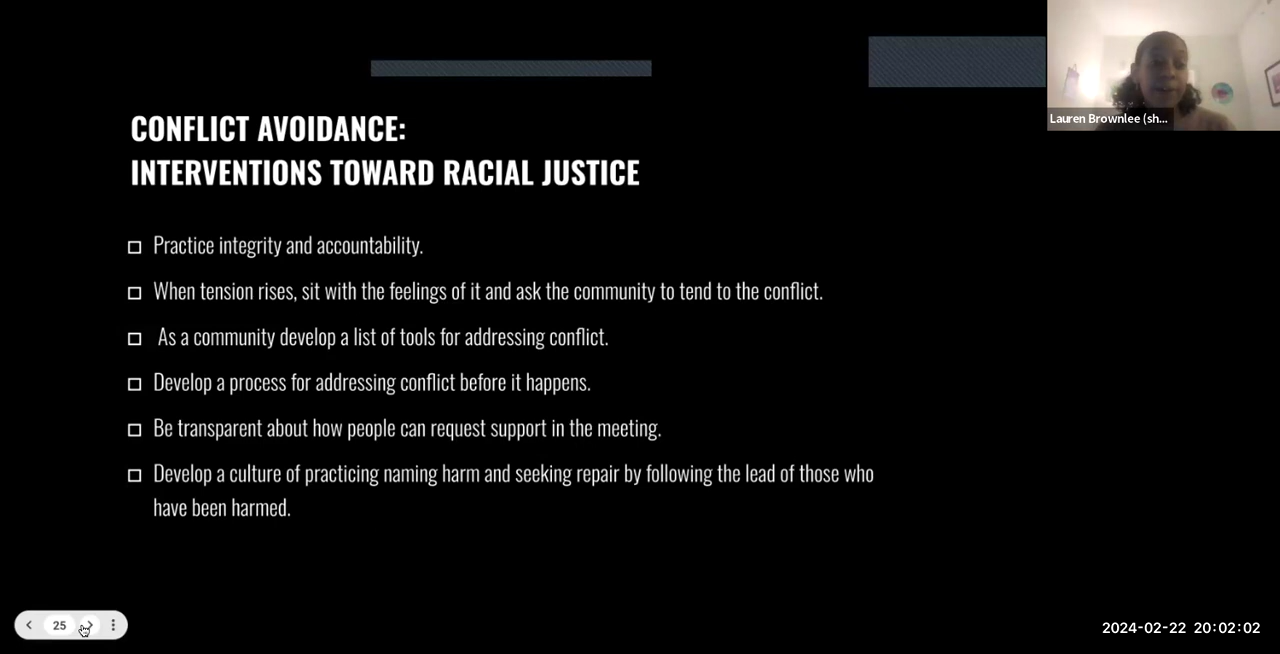 CONFLICT AVOIDANCE:
INTERVENTIONS TOWARD RACIAL JUSTICE
Practice integrity and accountability.
When tension rises, sit with the feelings of it and ask the community to tend to the conflict.
As a community develop a list of tools for addressing conflict.
Develop a process for addressing conflict before it happens.
Be transparent about how people can request support in the meeting.
Develop a culture of practicing naming harm and seeking repair by following the lead of those who
have been harmed.
Lauren Brownlee (sh...
25
2024-02-22 20:02:02